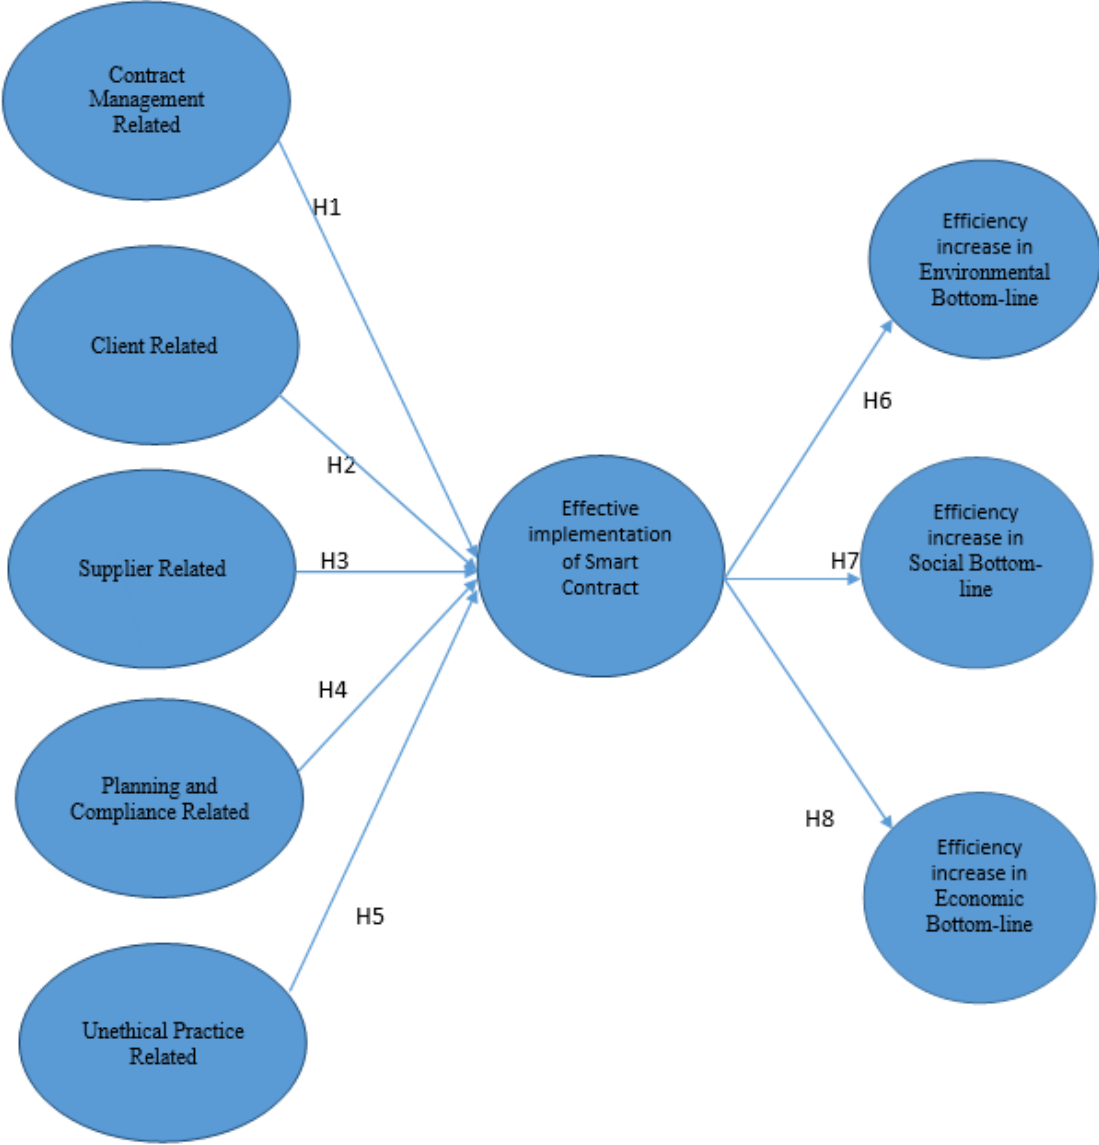 Contract
Management
Related
H1
Client Related
H2
Supplier Related
H3
Planning and
Compliance Related
H4
Unethical Practice
Related
H5
Effective
implementation
of Smart
Contract
Efficiency
increase in
Environmental
Bottom-line
H6
Efficiency
increase in
Social Bottom-
line
H7
Efficiency
increase in
Economic
Bottom-line
H8